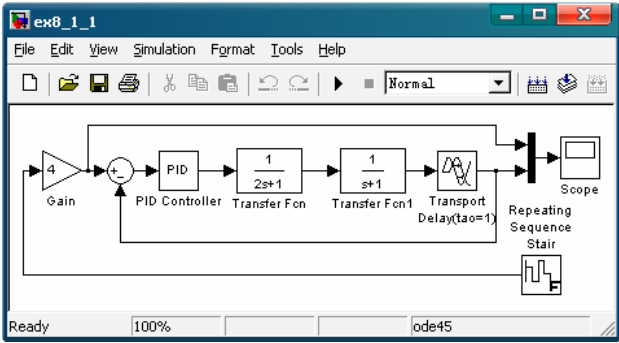 ex8_1_1
File Edit View Simulation Format Tools Help
Normal
4
Gain
+
-
PID
PID Controller
1
2s+1
Transfer Fcn
1
s+1
Transfer Fcn1
Transport
Delay(tao=1)
Scope
Repeating
Sequence
Stair
F
Ready 100% ode45